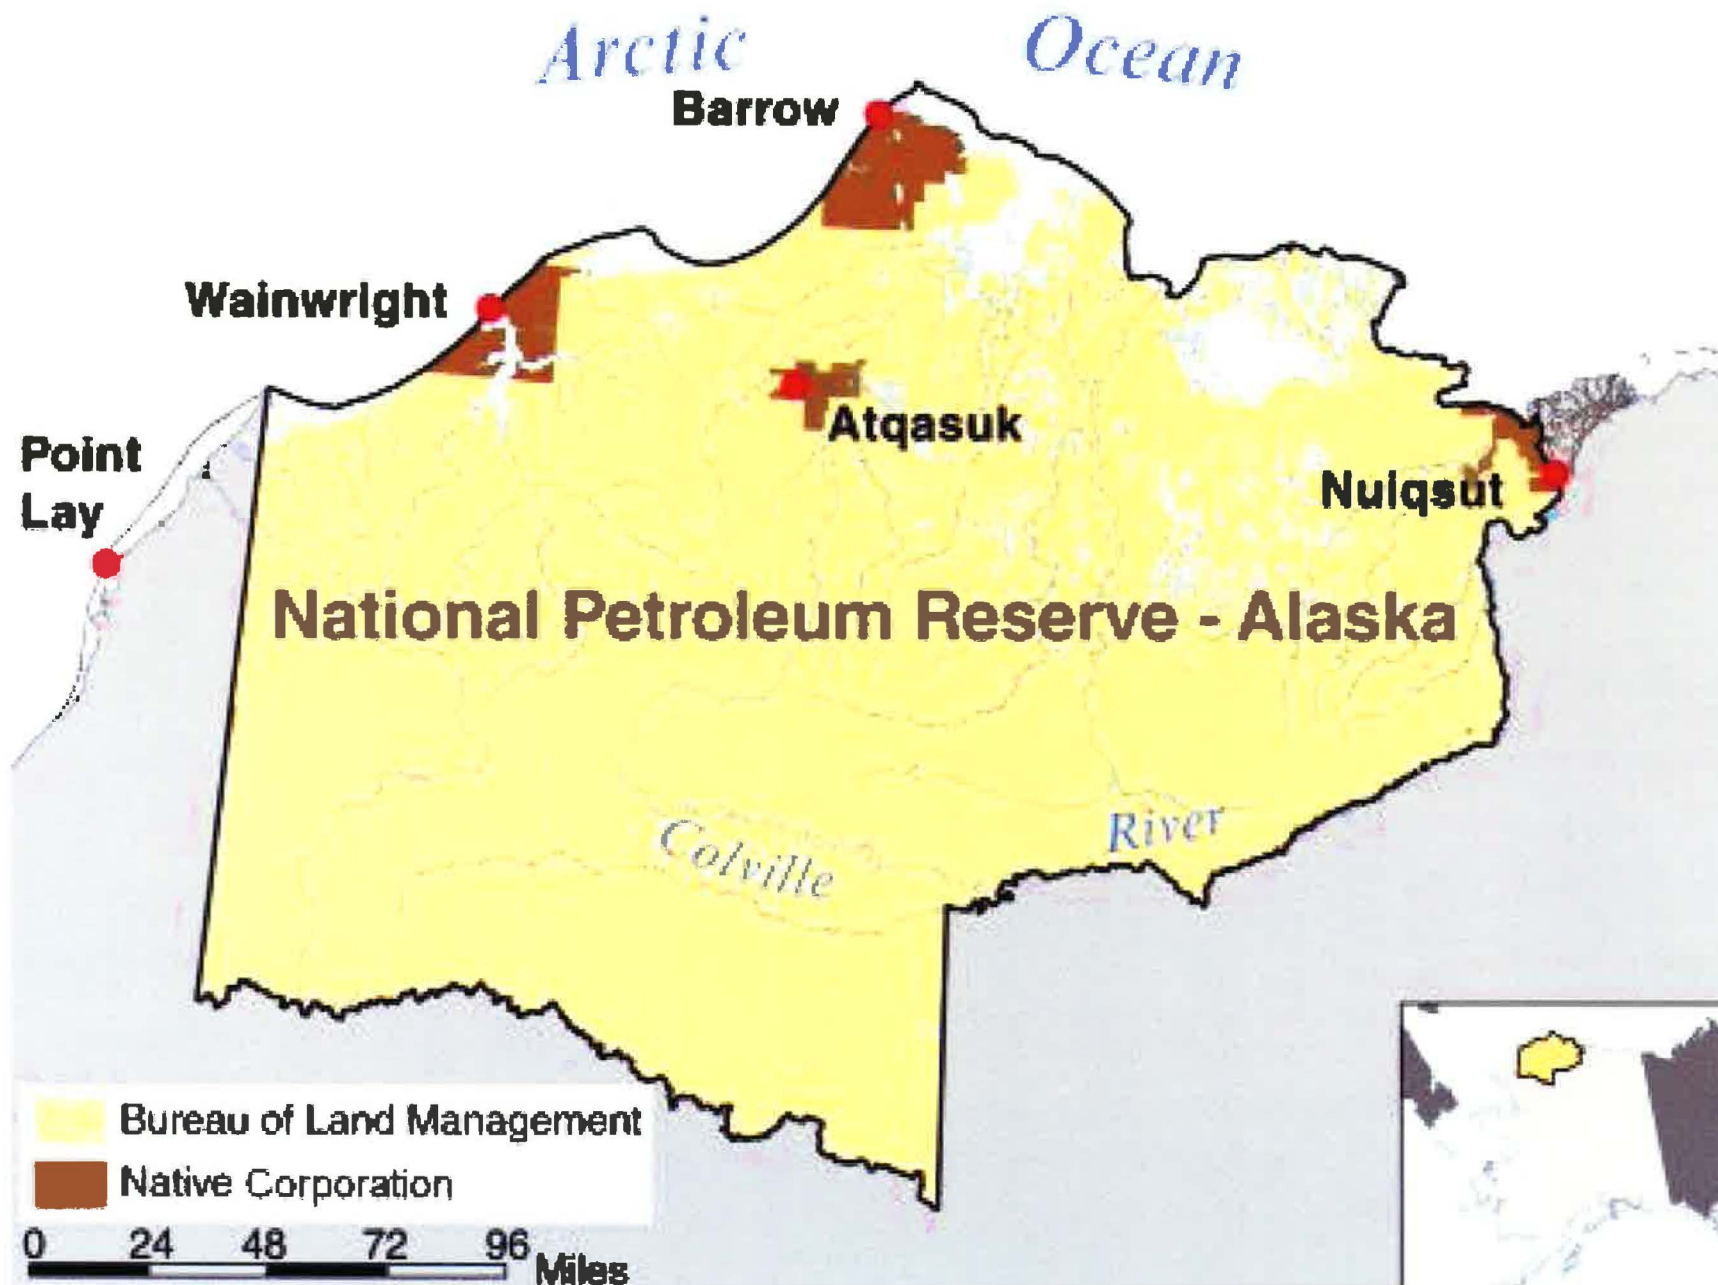 Arctic Ocean
Barrow
Wainwright
Atqasuk
Point
Lay
Nuiqsut
National Petroleum Reserve - Alaska
Colville River
Bureau of Land Management
Native Corporation
0 24 48 72 96 Miles